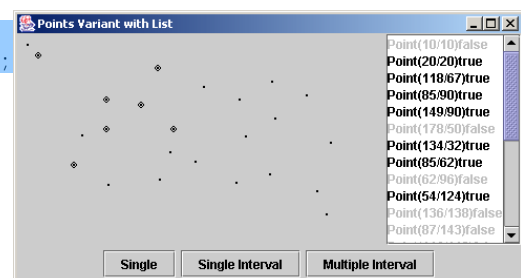 Points Variant with List
;
Point(10/10)false
Point(20/20)true
Point(118/67)true
Point(85/90)true
Point(149/90)true
Point(178/50)false
Point(134/32)true
Point(85/62)true
Point(62/96)false
Point(54/124)true
Point(136/138)false
Point(87/143)false
Single
Single Interval
Multiple Interval